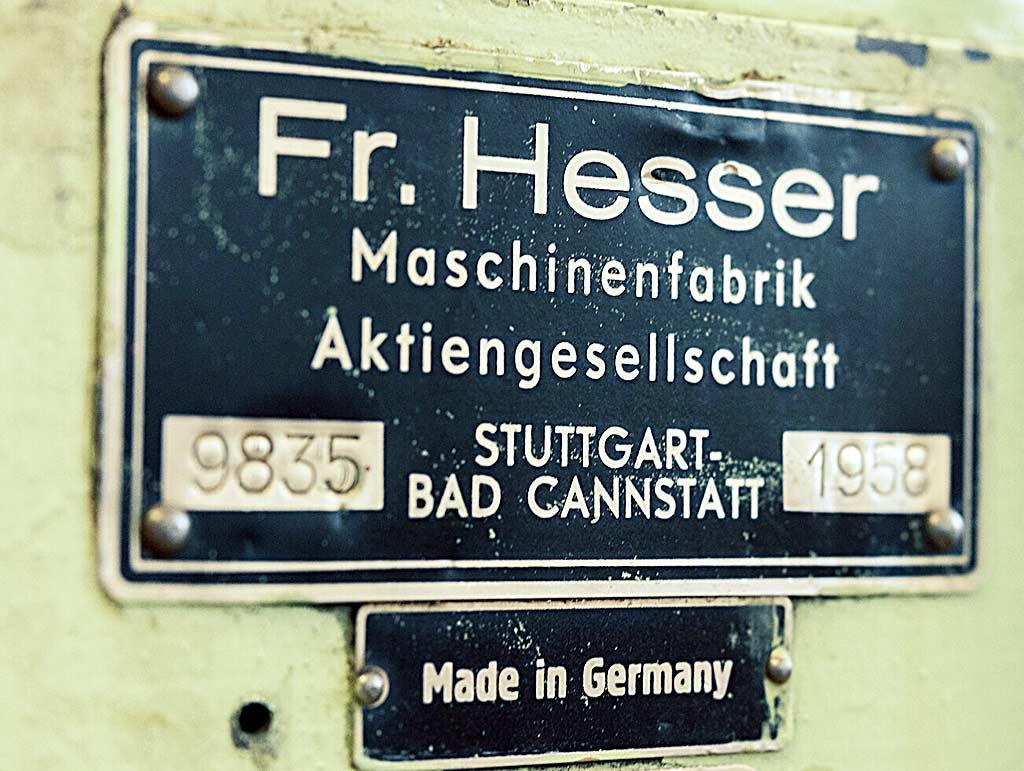 Fr. Hesser
Maschinenfabrik
Aktiengesellschaft
9835 STUTTGART- 1958
BAD CANNSTATT
Made in Germany